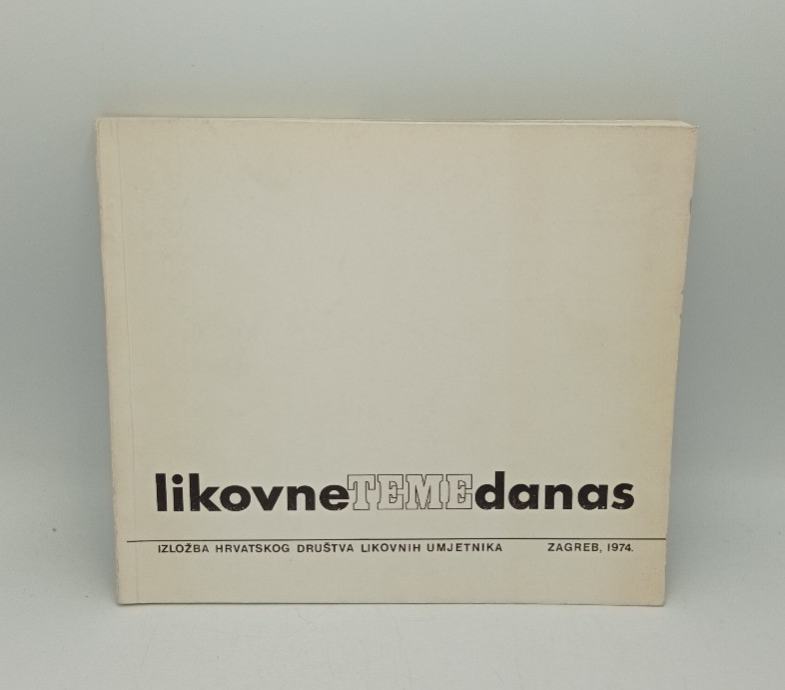 likovneTEMEdanas
IZLOŽBA HRVATSKOG DRUŠTVA LIKOVNIH UMJETNIKA ZAGREB, 1974.